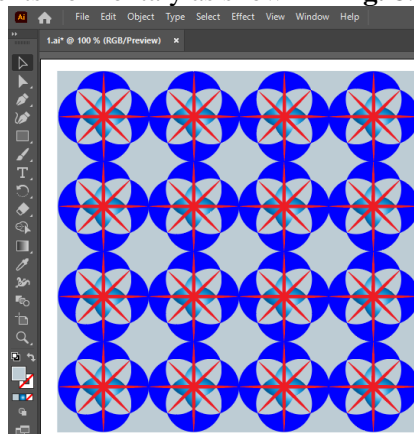 Ai File Edit Object Type Select Effect View Window Help
1.ai* @ 100 % (RGB/Preview) ×